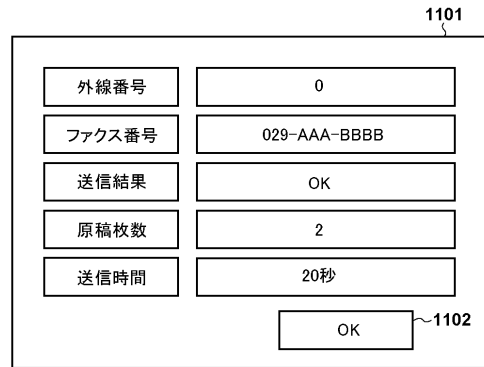 1101
外線番号 0
ファクス番号 029-AAA-BBBB
送信結果 OK
原稿枚数 2
送信時間 20秒
OK 1102